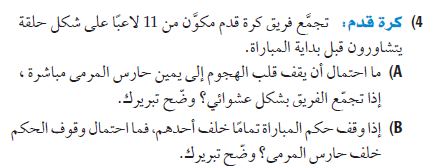 4) كرة قدم: تجمَّع فريق كرة قدم مكوَّن من 11 لاعبًا على شكل حلقة
يتشاورون قبل بداية المباراة.
A) ما احتمال أن يقف قلب الهجوم إلى يمين حارس المرمى مباشرة ،
إذا تجمّع الفريق بشكل عشوائي؟ وضّح تبريرك.
B) إذا وقف حكم المباراة تمامًا خلف أحدهم، فما احتمال وقوف الحكم
خلف حارس المرمى؟ وضّح تبريرك.